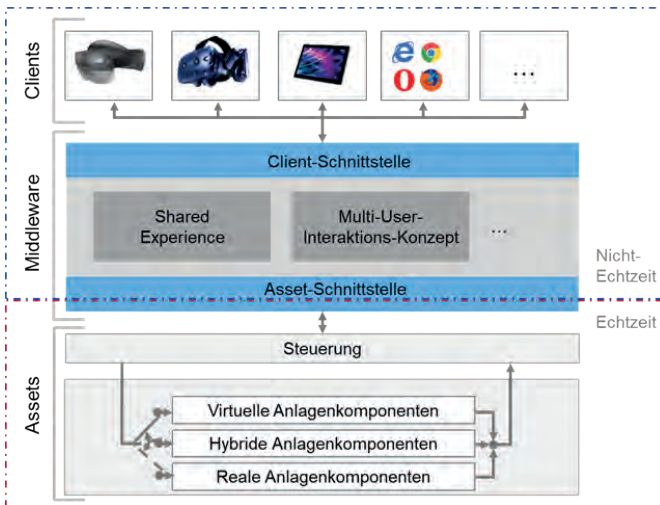 Clients
...
Client-Schnittstelle
Middleware
Shared
Experience
Multi-User-
Interaktions-Konzept
...
Nicht-
Echtzeit
Asset-Schnittstelle
Echtzeit
Assets
Steuerung
Virtuelle Anlagenkomponenten
Hybride Anlagenkomponenten
Reale Anlagenkomponenten